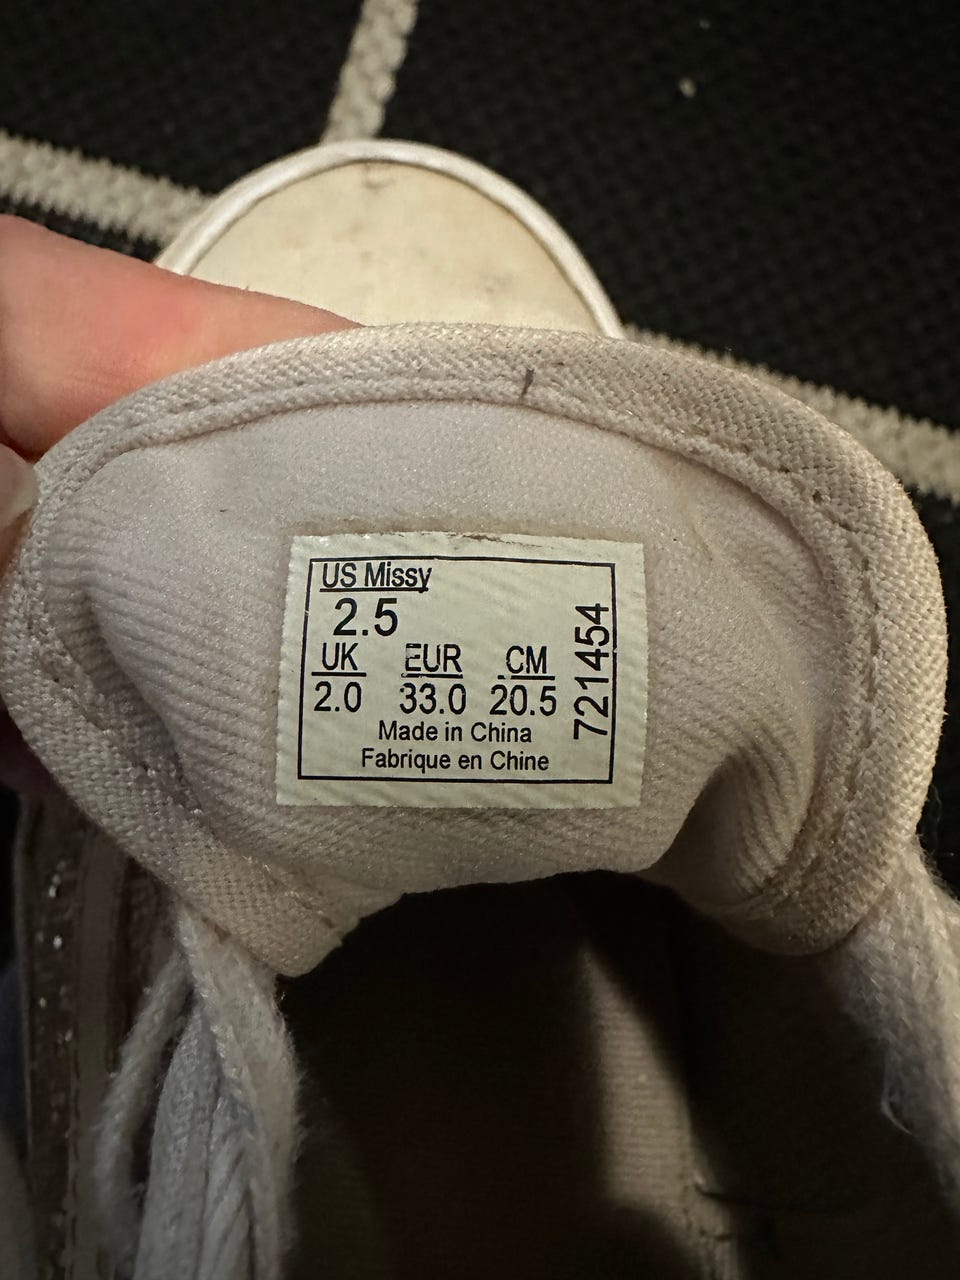 US Missy
2.5
UK EUR CM
2.0 33.0 20.5
Made in China
Fabrique en Chine
721454